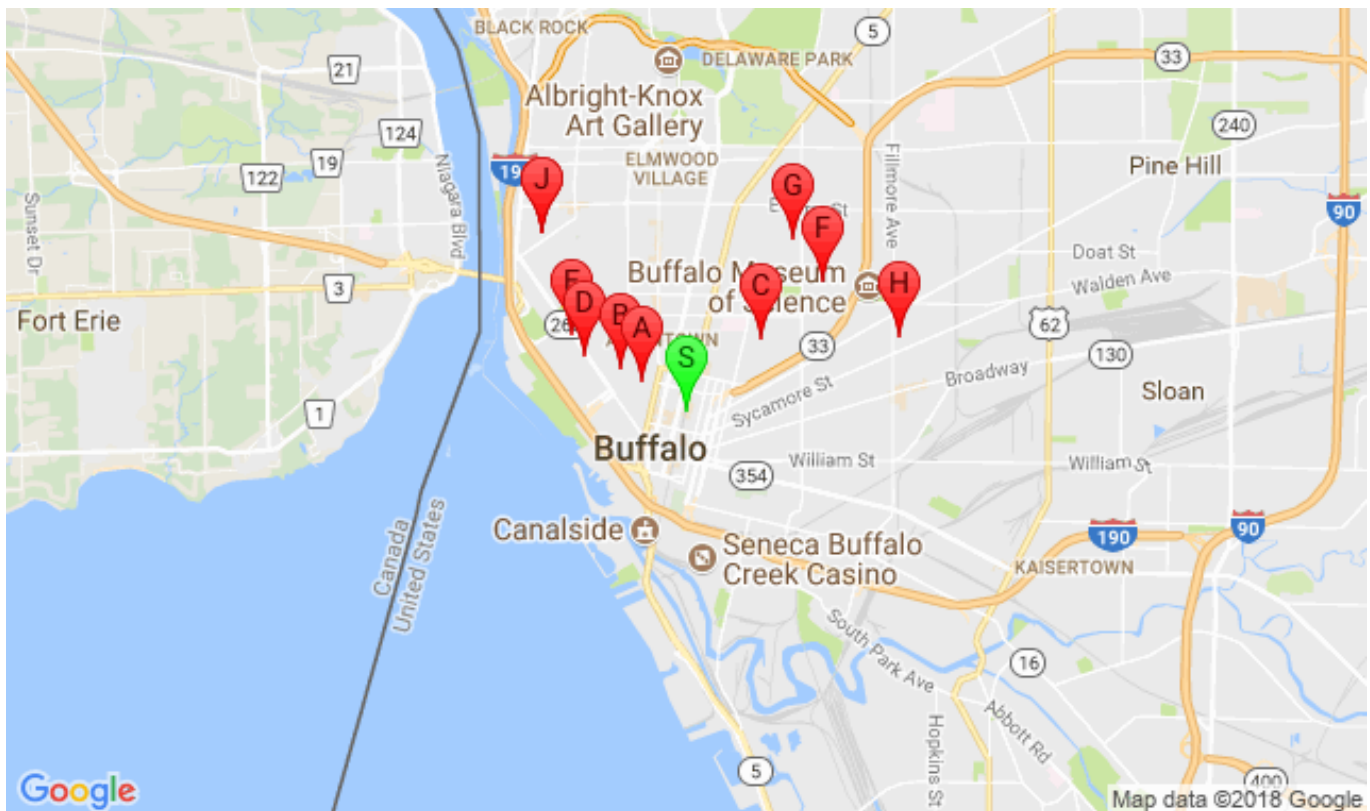 BLACK ROCK
5
21
DELAWARE PARK
33
Albright-Knox
Art Gallery
124
240
19
ELMWOOD
VILLAGE
Pine Hill
122
J
G
Fillmore Ave
Niagara Blvd
Sunset Dr
90
F
Doat St
Buffalo Museum
of Science
H
Walden Ave
3
E
C
D
B
A
Fort Erie
62
S
33
130
Broadway
Sloan
1
Sycamore St
Buffalo
William St
William St
354
Canalside
90
190
Seneca Buffalo
Creek Casino
Canada
United States
KAISERTOWN
South Park Ave
16
Abbott Rd
Hopkins St
5
400
Google
Map data ©2018 Google